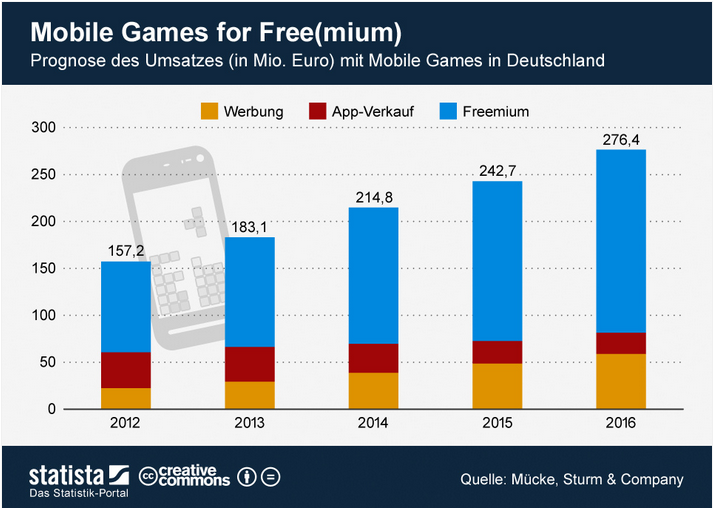 Mobile Games for Free(mium)
Prognose des Umsatzes (in Mio. Euro) mit Mobile Games in Deutschland
Werbung App-Verkauf Freemium
300
250
200
150
100
50
0
157,2
183,1
214,8
242,7
276,4
2012 2013 2014 2015 2016
statista
Das Statistik-Portal
cc creative commons
Quelle: Mücke, Sturm & Company